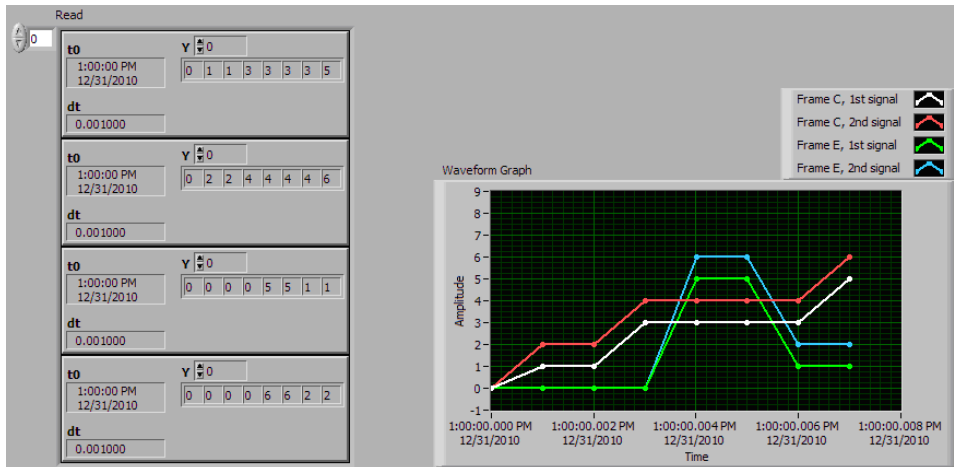 Read
0
t0
1:00:00 PM
12/31/2010
Y 0
0 1 1 3 3 3 3 5
dt
0.001000
t0
1:00:00 PM
12/31/2010
Y 0
0 2 2 4 4 4 4 6
dt
0.001000
t0
1:00:00 PM
12/31/2010
Y 0
0 0 0 0 5 5 1 1
dt
0.001000
t0
1:00:00 PM
12/31/2010
Y 0
0 0 0 0 6 6 2 2
dt
0.001000
Frame C, 1st signal
Frame C, 2nd signal
Frame E, 1st signal
Frame E, 2nd signal
Waveform Graph
Amplitude
9
8
7
6
5
4
3
2
1
0
-1
1:00:00.000 PM 1:00:00.002 PM 1:00:00.004 PM 1:00:00.006 PM 1:00:00.008 PM
12/31/2010 12/31/2010 12/31/2010 12/31/2010 12/31/2010
Time